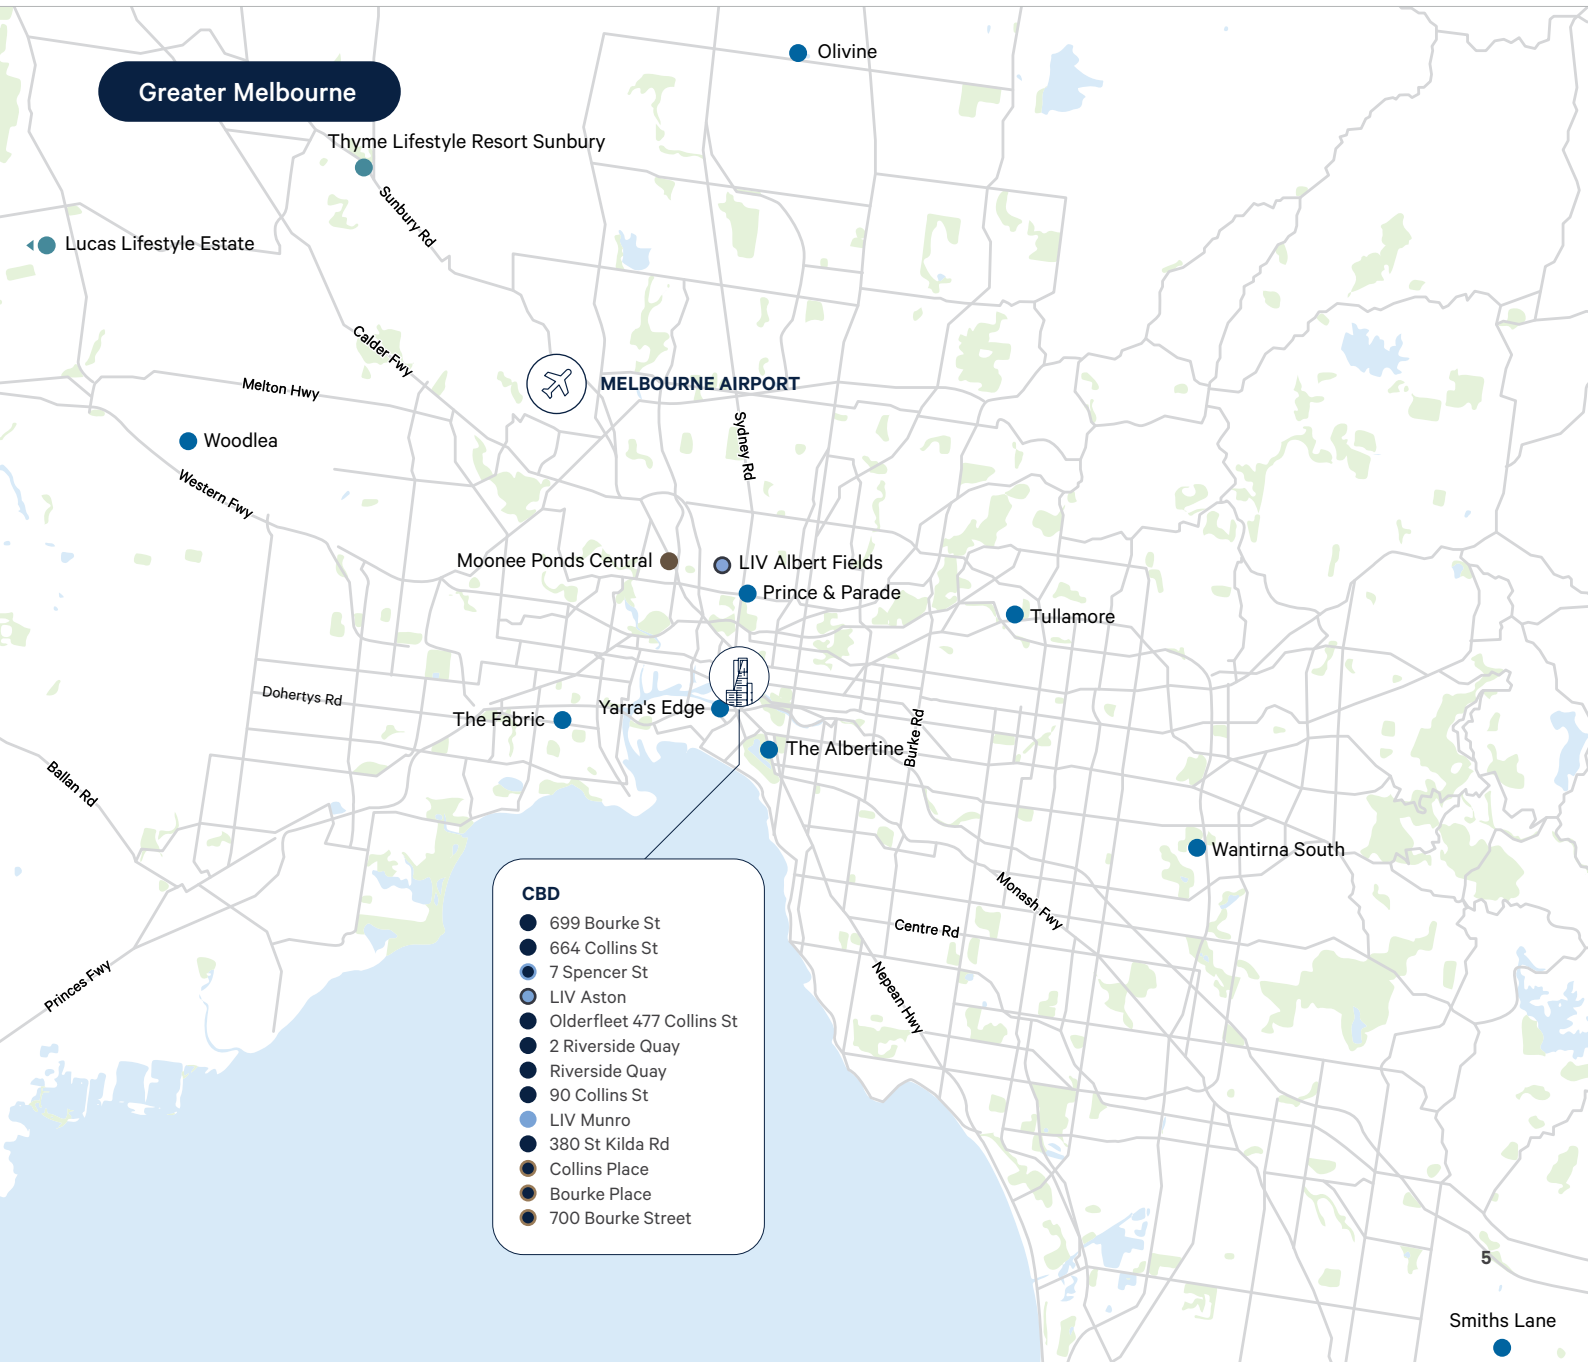 Olivine
Greater Melbourne
Thyme Lifestyle Resort Sunbury
Sunbury Rd
Lucas Lifestyle Estate
Calder Fwy
MELBOURNE AIRPORT
Melton Hwy
Sydney Rd
Woodlea
Western Fwy
Moonee Ponds Central
LIV Albert Fields
Prince & Parade
Tullamore
Dohertys Rd
Yarra's Edge
The Fabric
Burke Rd
The Albertine
Ballan Rd
Wantirna South
Monash Fwy
Centre Rd
Nepean Hwy
Princes Fwy
CBD
699 Bourke St
664 Collins St
7 Spencer St
LIV Aston
Olderfleet 477 Collins St
2 Riverside Quay
Riverside Quay
90 Collins St
LIV Munro
380 St Kilda Rd
Collins Place
Bourke Place
700 Bourke Street
5
Smiths Lane